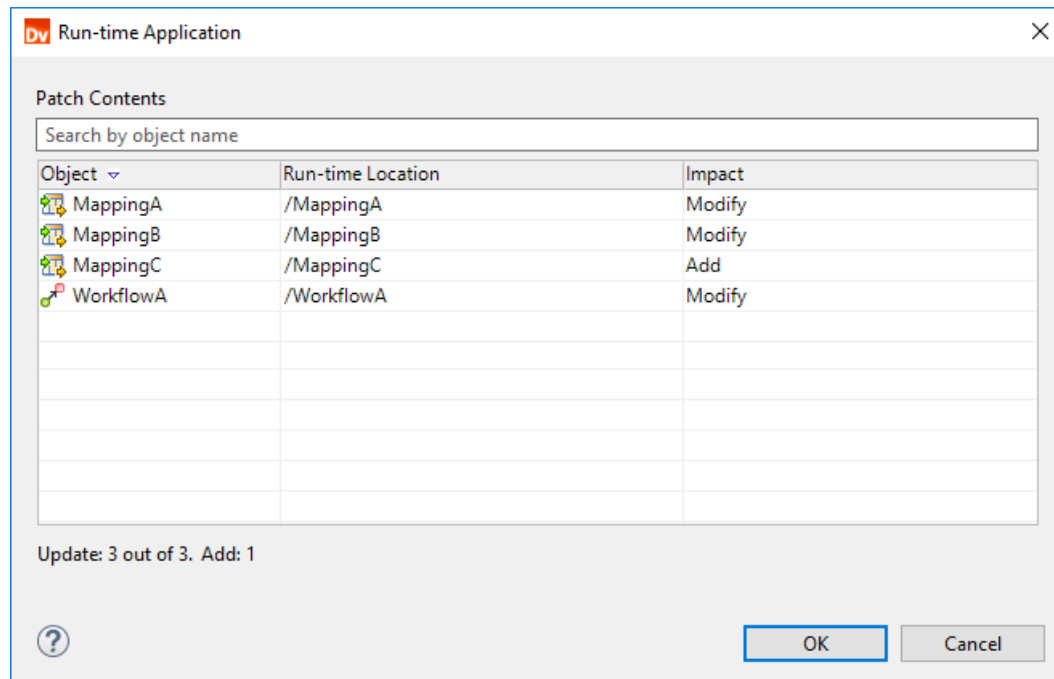 Dv Run-time Application
Patch Contents
Search by object name
Object Run-time Location Impact
MappingA /MappingA Modify
MappingB /MappingB Modify
MappingC /MappingC Add
WorkflowA /WorkflowA Modify
Update: 3 out of 3. Add: 1
? OK Cancel